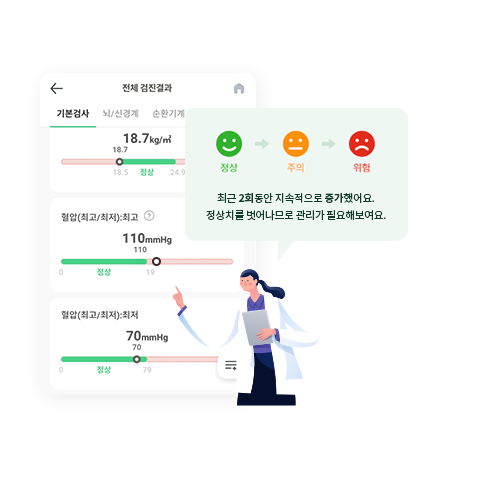 전체 검진결과
기본검사 뇌/신경계 순환기계
18.7kg/㎡
18.7
18.5 정상 24.9
정상 주의 위험
최근 2회동안 지속적으로 증가했어요.
정상치를 벗어나므로 관리가 필요해보여요.
혈압(최고/최저):최고 ?
110mmHg
110
0 정상 19
혈압(최고/최저):최저
70mmHg
70
0 정상 79